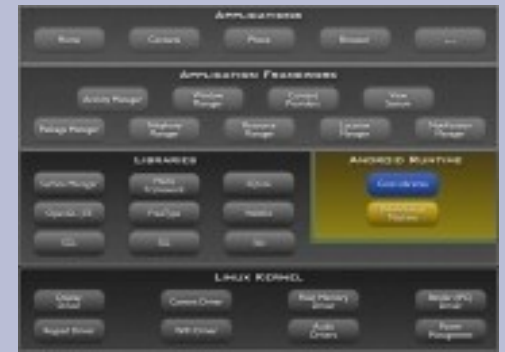 APPLICATIONS
Home
Contacts
Phone
Browser
...
APPLICATION FRAMEWORK
Activity Manager
Window
Manager
Content
Providers
View
System
Package Manager
Telephony
Manager
Resource
Manager
Location
Manager
Notification
Manager
LIBRARIES
Surface Manager
Media
Framework
SQLite
OpenGL | ES
FreeType
WebKit
SGL
SSL
libc
ANDROID RUNTIME
Core Libraries
Dalvik Virtual
Machine
LINUX KERNEL
Display
Driver
Camera Driver
Flash Memory
Driver
Binder (IPC)
Driver
Keypad Driver
WiFi Driver
Audio
Drivers
Power
Management